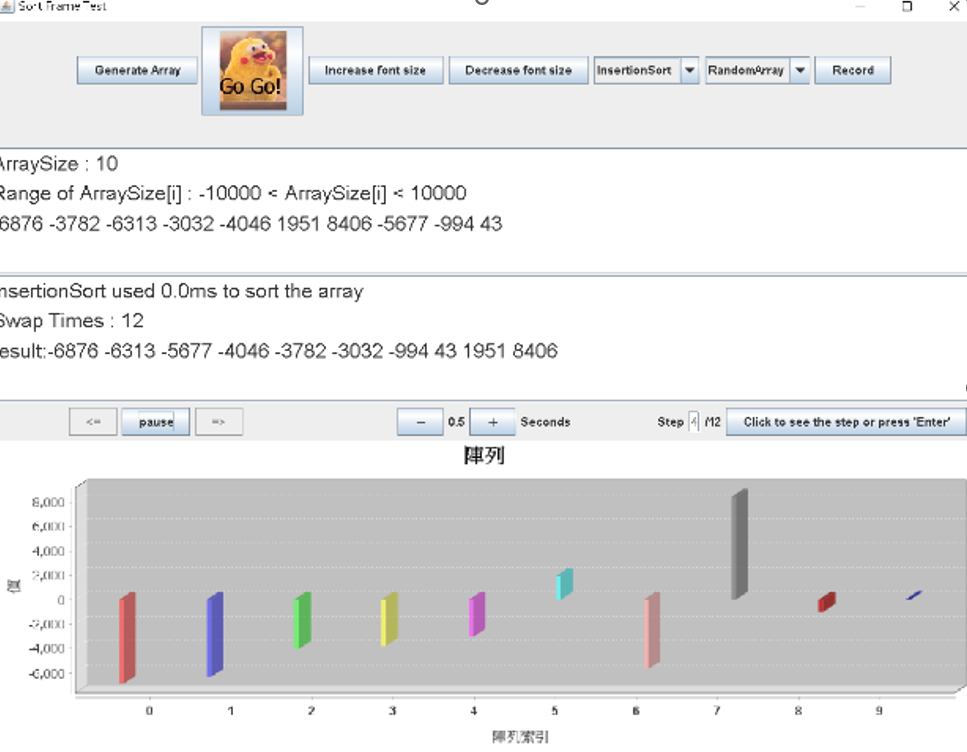 Sort Frame Test
Generate Array
Go Go!
Increase font size
Decrease font size
InsertionSort
RandomArray
Record
ArraySize : 10
Range of ArraySize[i] : -10000 < ArraySize[i] < 10000
6876 -3782 -6313 -3032 -4046 1951 8406 -5677 -994 43
nsertionSort used 0.0ms to sort the array
Swap Times : 12
esult:-6876 -6313 -5677 -4046 -3782 -3032 -994 43 1951 8406
<=
pause
=>
–
0.5
+
Seconds
Step 4 /12
Click to see the step or press 'Enter'
陣列
8,000
6,000
4,000
2,000
0
-2,000
-4,000
-6,000
值
0 1 2 3 4 5 6 7 8 9
陣列索引